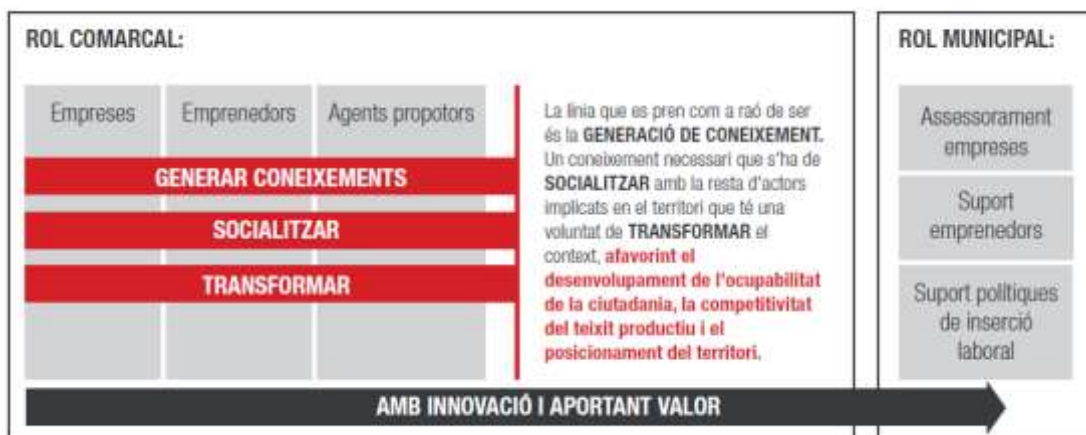 ROL COMARCAL:
Empreses
Emprenedors
Agents propotors
GENERAR CONEIXEMENTS
SOCIALITZAR
TRANSFORMAR
La línia que es pren com a raó de ser
és la GENERACIÓ DE CONEIXEMENT.
Un coneixement necessari que s'ha de
SOCIALITZAR amb la resta d'actors
implicats en el territori que té una
voluntat de TRANSFORMAR el
context, afavorint el
desenvolupament de l'ocupabilitat
de la ciutadania, la competitivitat
del teixit productiu i el
posicionament del territori.
ROL MUNICIPAL:
Assessorament
empreses
Suport
emprenedors
Suport polítiques
de inserció
laboral
AMB INNOVACIÓ I APORTANT VALOR